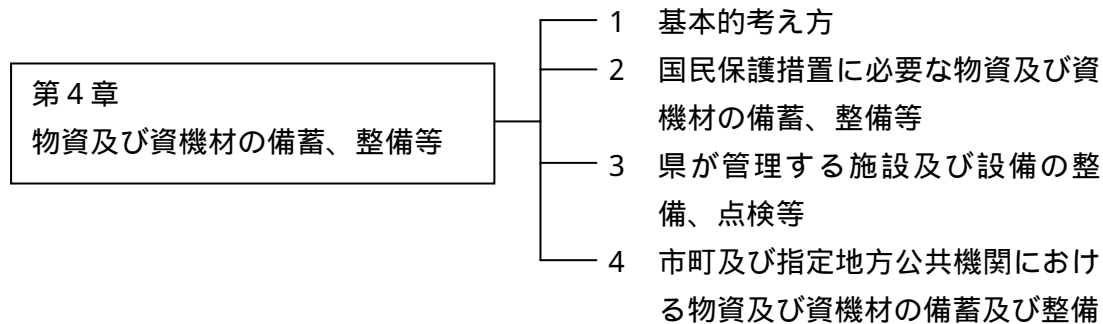 第４章
物資及び資機材の備蓄、整備等
1 基本的考え方
2 国民保護措置に必要な物資及び資
機材の備蓄、整備等
3 県が管理する施設及び設備の整
備、点検等
4 市町及び指定地方公共機関におけ
る物資及び資機材の備蓄及び整備